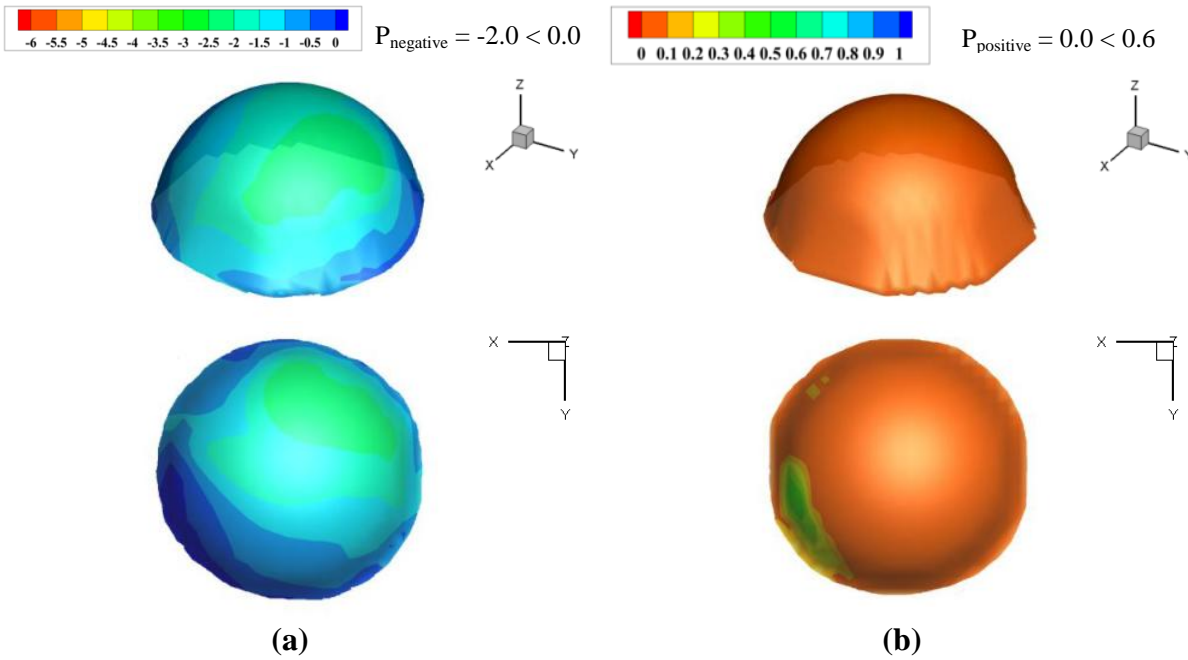 -6 -5.5 -5 -4.5 -4 -3.5 -3 -2.5 -2 -1.5 -1 -0.5 0
Pnegative = -2.0 < 0.0
0 0.1 0.2 0.3 0.4 0.5 0.6 0.7 0.8 0.9 1
Ppositive = 0.0 < 0.6
Z
X
Y
Z
X
Y
X Z
Y
X Z
Y
(a)
(b)